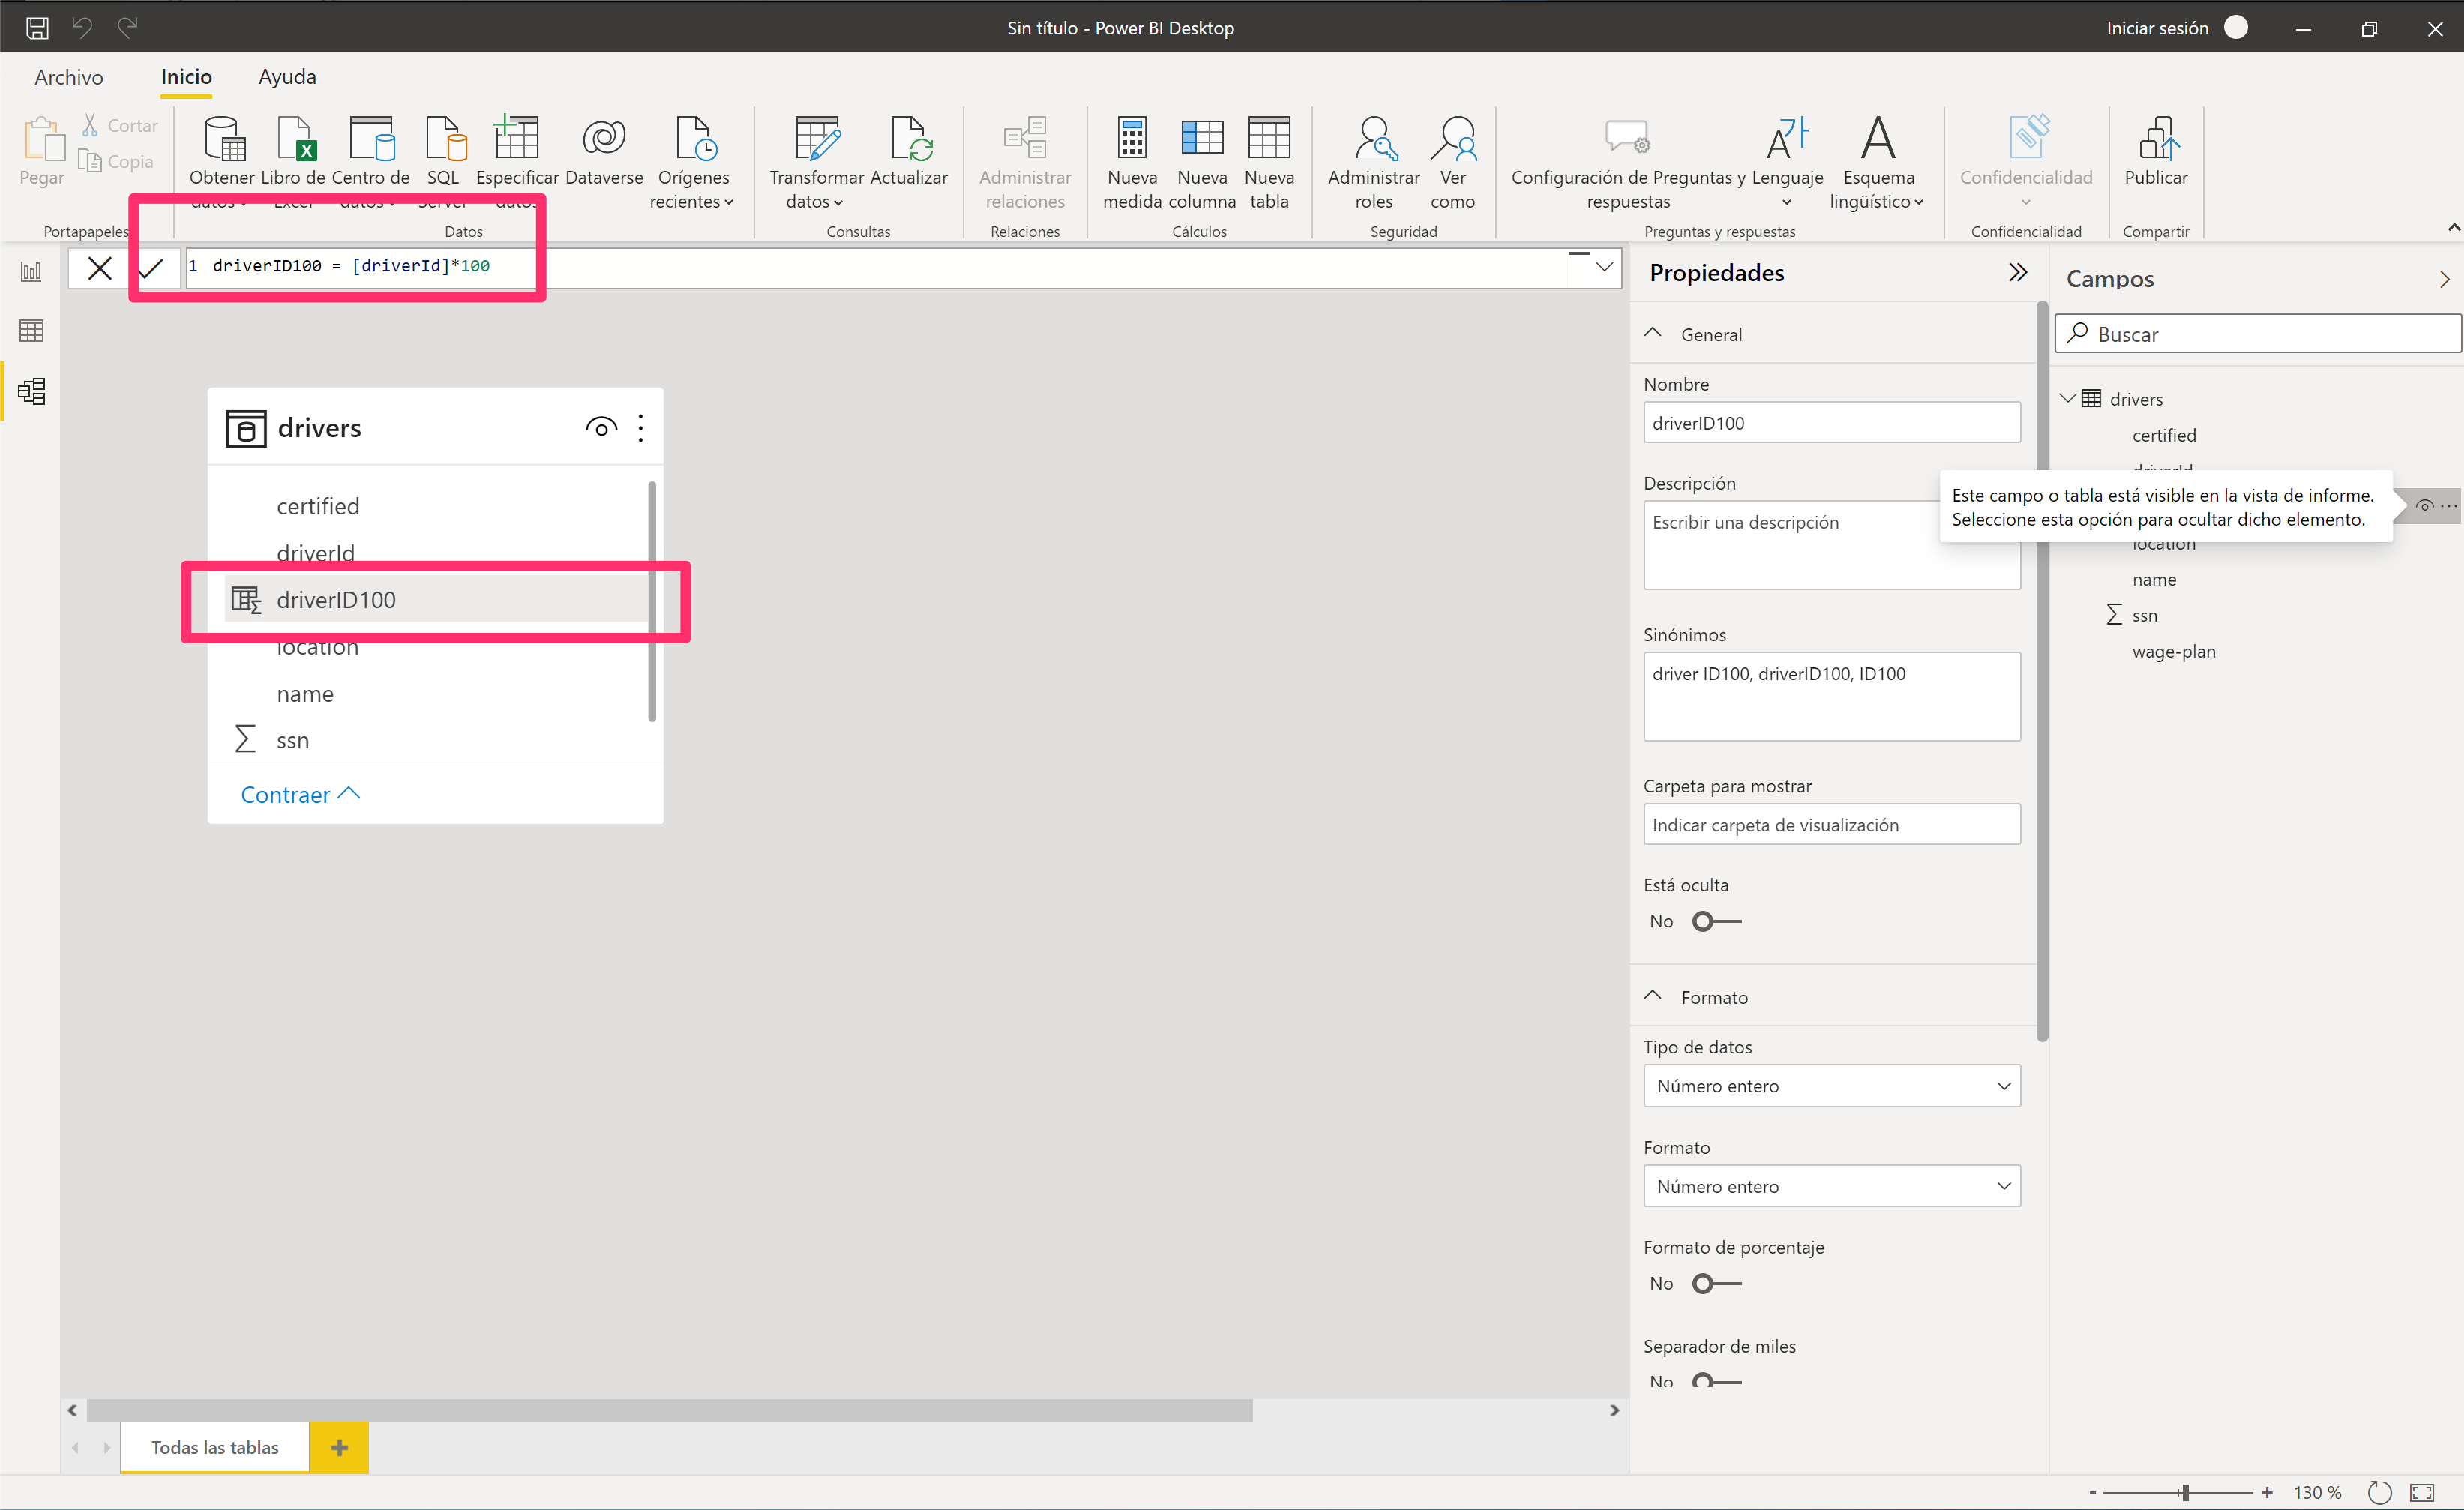 Sin título - Power BI Desktop
Iniciar sesión
Archivo
Inicio
Ayuda
Pegar
Cortar
Copia
Portapapeles
Obtener datos
Libro de Excel
Centro de datos
SQL Server
Especificar datos
Dataverse
Orígenes recientes
Datos
Transformar datos
Actualizar
Consultas
Administrar relaciones
Relaciones
Nueva medida
Nueva columna
Nueva tabla
Cálculos
Administrar roles
Ver como
Seguridad
Configuración de Preguntas y respuestas
Lenguaje
Esquema lingüístico
Preguntas y respuestas
Confidencialidad
Confidencialidad
Publicar
Compartir
1 driverID100 = [driverId]*100
drivers
certified
driverId
driverID100
location
name
ssn
Contraer
Propiedades
General
Nombre
driverID100
Descripción
Escribir una descripción
Sinónimos
driver ID100, driverID100, ID100
Carpeta para mostrar
Indicar carpeta de visualización
Está oculta
No
Formato
Tipo de datos
Número entero
Formato
Número entero
Formato de porcentaje
No
Separador de miles
No
Campos
Buscar
drivers
certified
driverId
Este campo o tabla está visible en la vista de informe.
Seleccione esta opción para ocultar dicho elemento.
location
name
ssn
wage-plan
Todas las tablas
130 %